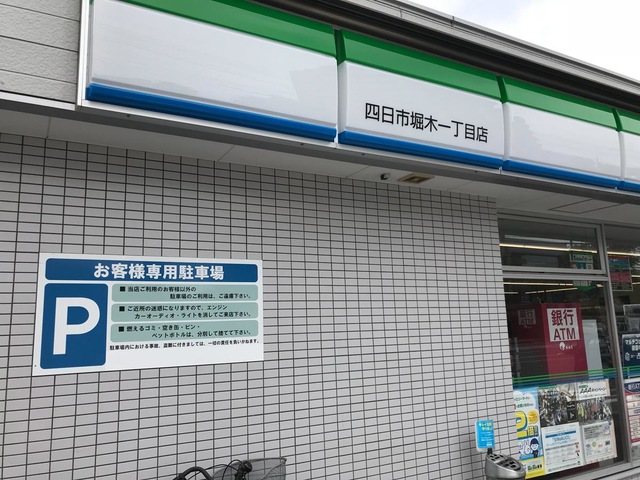 四日市堀木一丁目店
お客様専用駐車場
P
■当店ご利用のお客様以外の
駐車場のご利用は、ご遠慮下さい。
■ご近所の迷惑になりますので、エンジン
カーオーディオ・ライトを消してご来店下さい。
■燃えるゴミ・空き缶・ビン・
ペットボトルは、分別して捨てて下さい。
駐車場内における事故、盗難に付きましては、一切の責任を負いかねます。
銀行
ATM